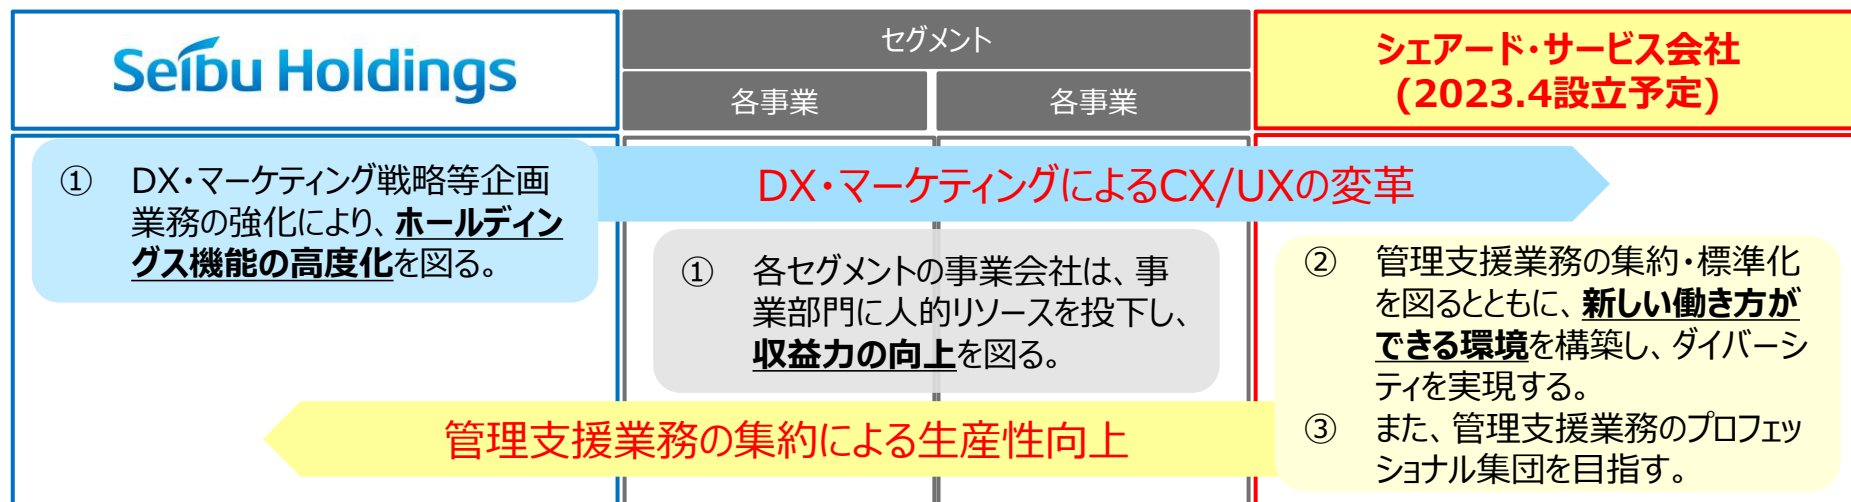 Seibu Holdings
セグメント
各事業
各事業
シェアード・サービス会社
(2023.4設立予定)
DX・マーケティングによるCX/UXの変革
① DX・マーケティング戦略等企画
業務の強化により、ホールディン
グス機能の高度化を図る。
① 各セグメントの事業会社は、事
業部門に人的リソースを投下し、
収益力の向上を図る。
② 管理支援業務の集約・標準化
を図るとともに、新しい働き方が
できる環境を構築し、ダイバーシ
ティを実現する。
③ また、管理支援業務のプロフェッ
ショナル集団を目指す。
管理支援業務の集約による生産性向上